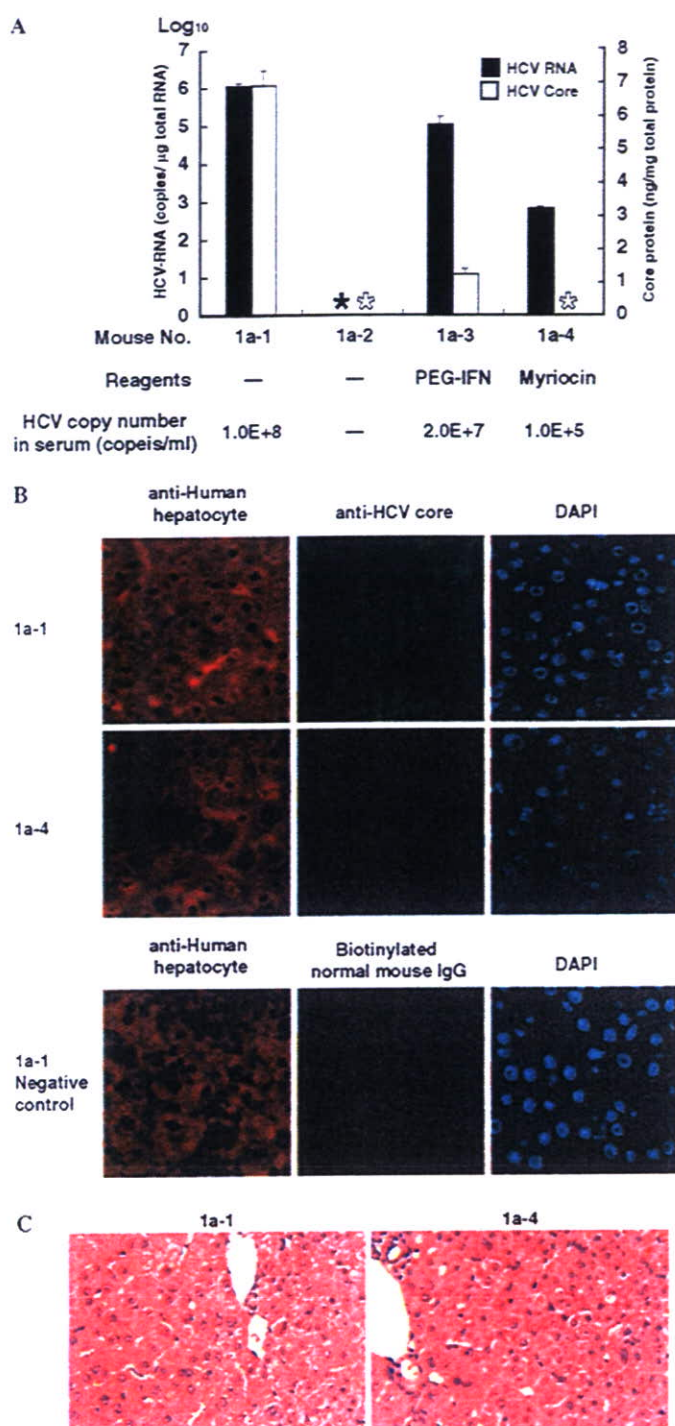 A
Log10
7
6
5
4
3
2
1
0
HCV-RNA (copies/ μg total RNA)
HCV RNA
HCV Core
8
7
6
5
4
3
2
1
0
Core protein (ng/mg total protein)
Mouse No. 1a-1 1a-2 1a-3 1a-4
Reagents — — PEG-IFN Myriocin
HCV copy number
in serum (copeis/ml) 1.0E+8 — 2.0E+7 1.0E+5
B
anti-Human
hepatocyte
anti-HCV core
DAPI
1a-1
1a-4
anti-Human
hepatocyte
Biotinylated
normal mouse IgG
DAPI
1a-1
Negative
control
C
1a-1
1a-4